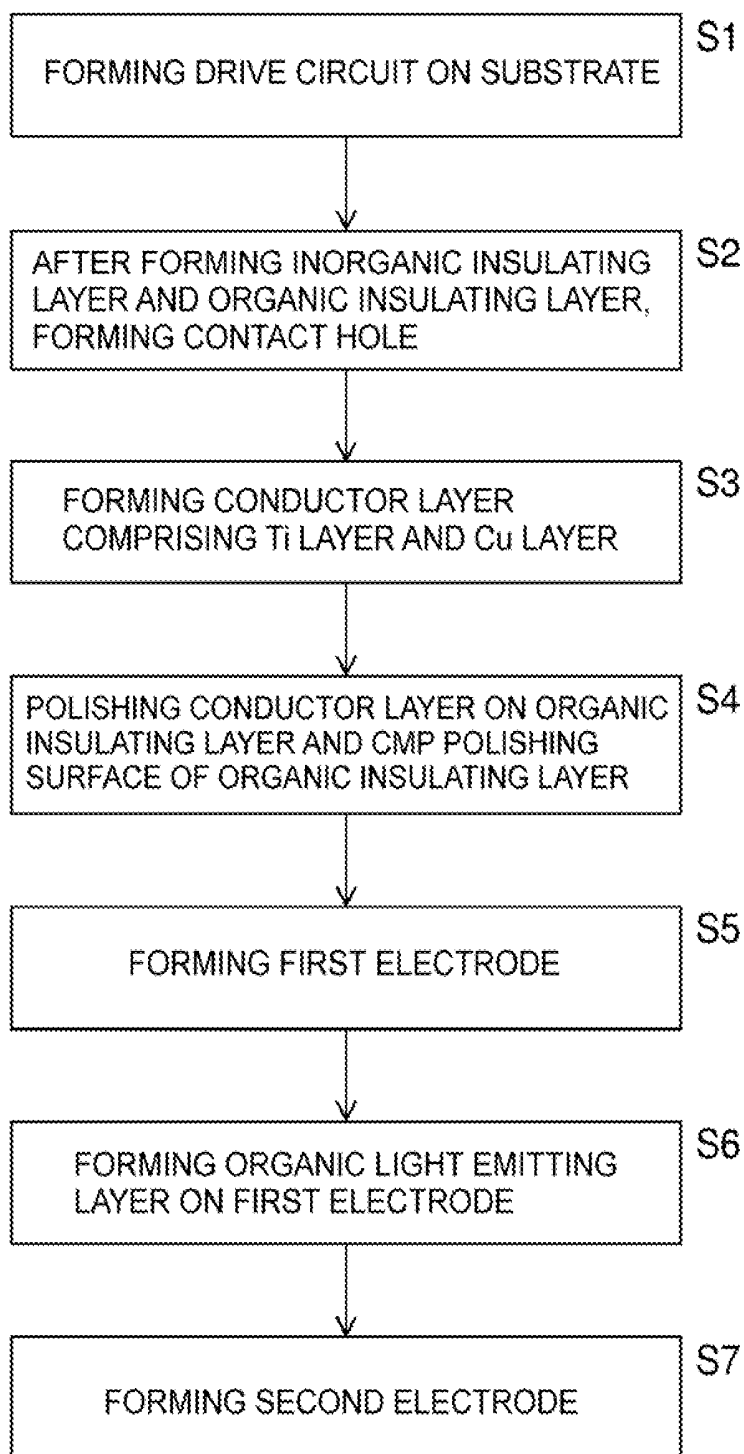 S1
FORMING DRIVE CIRCUIT ON SUBSTRATE
S2
AFTER FORMING INORGANIC INSULATING
LAYER AND ORGANIC INSULATING LAYER,
FORMING CONTACT HOLE
S3
FORMING CONDUCTOR LAYER
COMPRISING Ti LAYER AND Cu LAYER
S4
POLISHING CONDUCTOR LAYER ON ORGANIC
INSULATING LAYER AND CMP POLISHING
SURFACE OF ORGANIC INSULATING LAYER
S5
FORMING FIRST ELECTRODE
S6
FORMING ORGANIC LIGHT EMITTING
LAYER ON FIRST ELECTRODE
S7
FORMING SECOND ELECTRODE